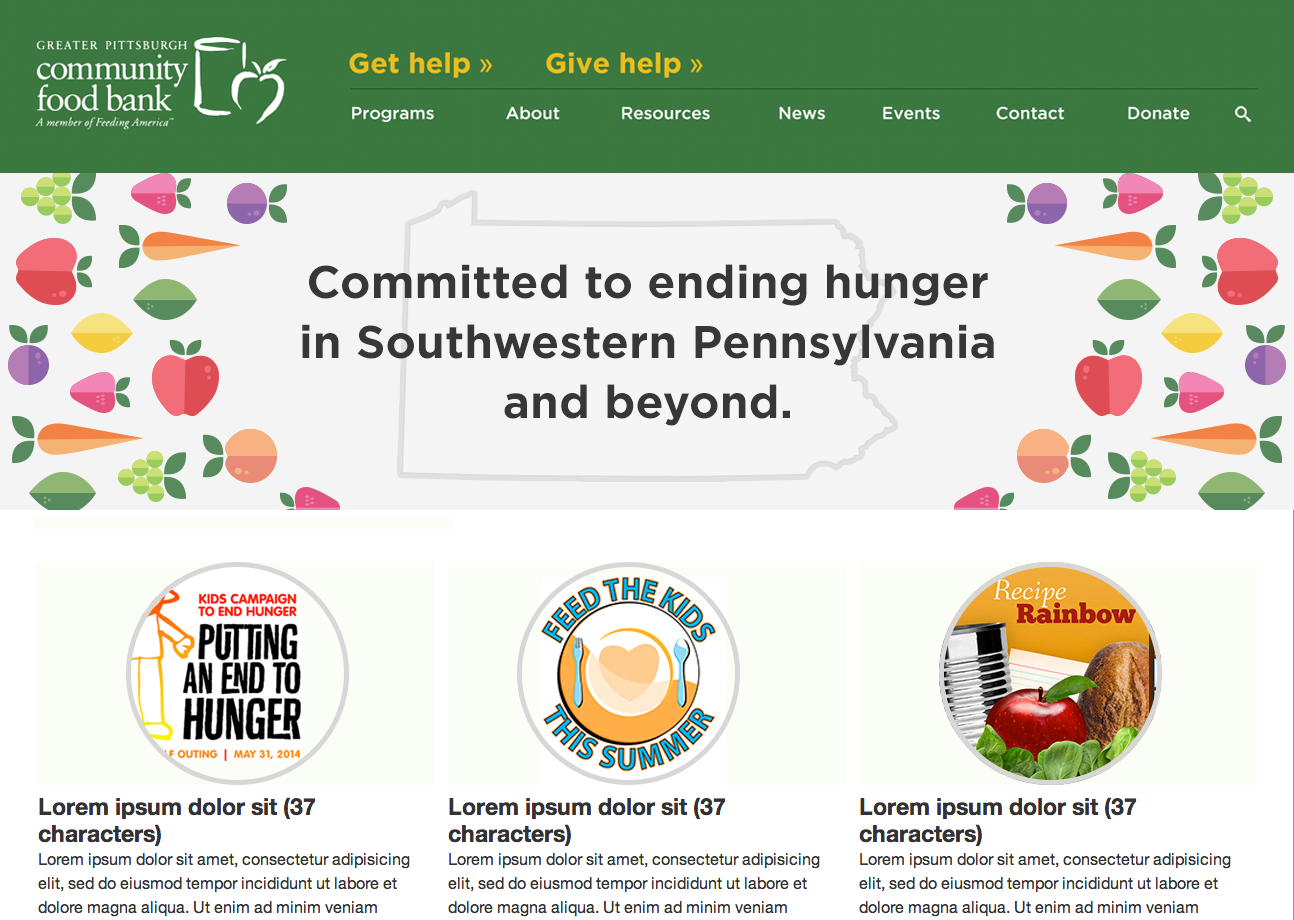 GREATER PITTSBURGH
community
food bank
A member of Feeding America™
Get help »
Give help »
Programs
About
Resources
News
Events
Contact
Donate
Committed to ending hunger
in Southwestern Pennsylvania
and beyond.
KIDS CAMPAIGN
TO END HUNGER
PUTTING
AN END TO
HUNGER
LF OUTING | MAY 31, 2014
FEED THE KIDS
THIS SUMMER
Recipe
Rainbow
Lorem ipsum dolor sit (37
characters)
Lorem ipsum dolor sit amet, consectetur adipisicing
elit, sed do eiusmod tempor incididunt ut labore et
dolore magna aliqua. Ut enim ad minim veniam
Lorem ipsum dolor sit (37
characters)
Lorem ipsum dolor sit amet, consectetur adipisicing
elit, sed do eiusmod tempor incididunt ut labore et
dolore magna aliqua. Ut enim ad minim veniam
Lorem ipsum dolor sit (37
characters)
Lorem ipsum dolor sit amet, consectetur adipisicing
elit, sed do eiusmod tempor incididunt ut labore et
dolore magna aliqua. Ut enim ad minim veniam